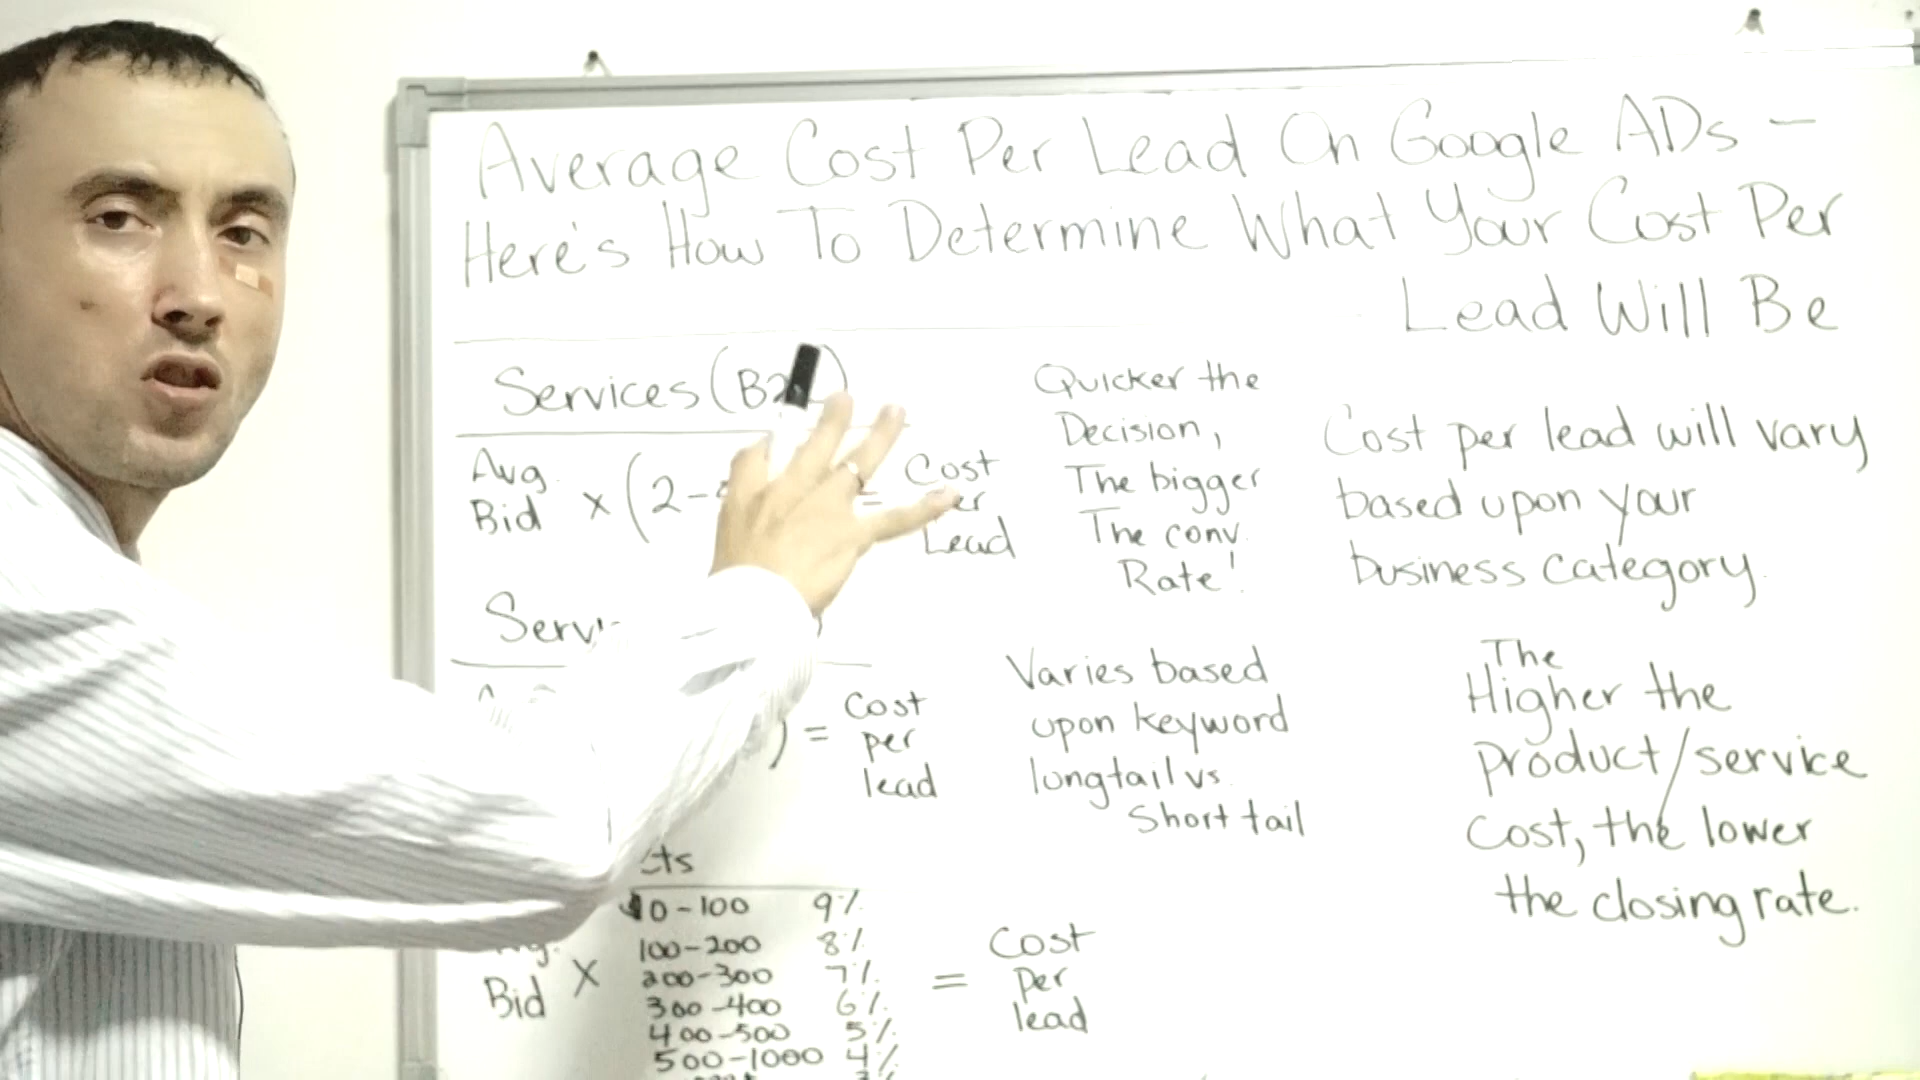 Average Cost Per Lead On Google ADs –
Here's How To Determine What Your Cost Per
Lead Will Be
Services (B2
Avg
Bid x (2- = Cost
per
Lead
Quicker the
Decision,
The bigger
The conv.
Rate!
Cost per lead will vary
based upon your
business category.
Servi
) = Cost
per
lead
Varies based
upon keyword
longtail vs.
Short tail
The
Higher the
product/service
Cost, the lower
the closing rate.
cts
Bid x
0-100 9%
100-200 8%
200-300 7%
300-400 6%
400-500 5%
500-1000 4%
= Cost
Per
lead